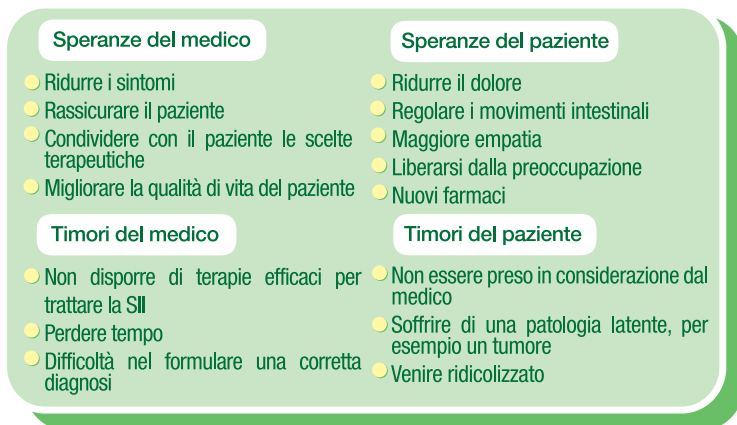 Speranze del medico
Ridurre i sintomi
Rassicurare il paziente
Condividere con il paziente le scelte
terapeutiche
Migliorare la qualità di vita del paziente
Speranze del paziente
Ridurre il dolore
Regolare i movimenti intestinali
Maggiore empatia
Liberarsi dalla preoccupazione
Nuovi farmaci
Timori del medico
Non disporre di terapie efficaci per
trattare la SII
Perdere tempo
Difficoltà nel formulare una corretta
diagnosi
Timori del paziente
Non essere preso in considerazione dal
medico
Soffrire di una patologia latente, per
esempio un tumore
Venire ridicolizzato